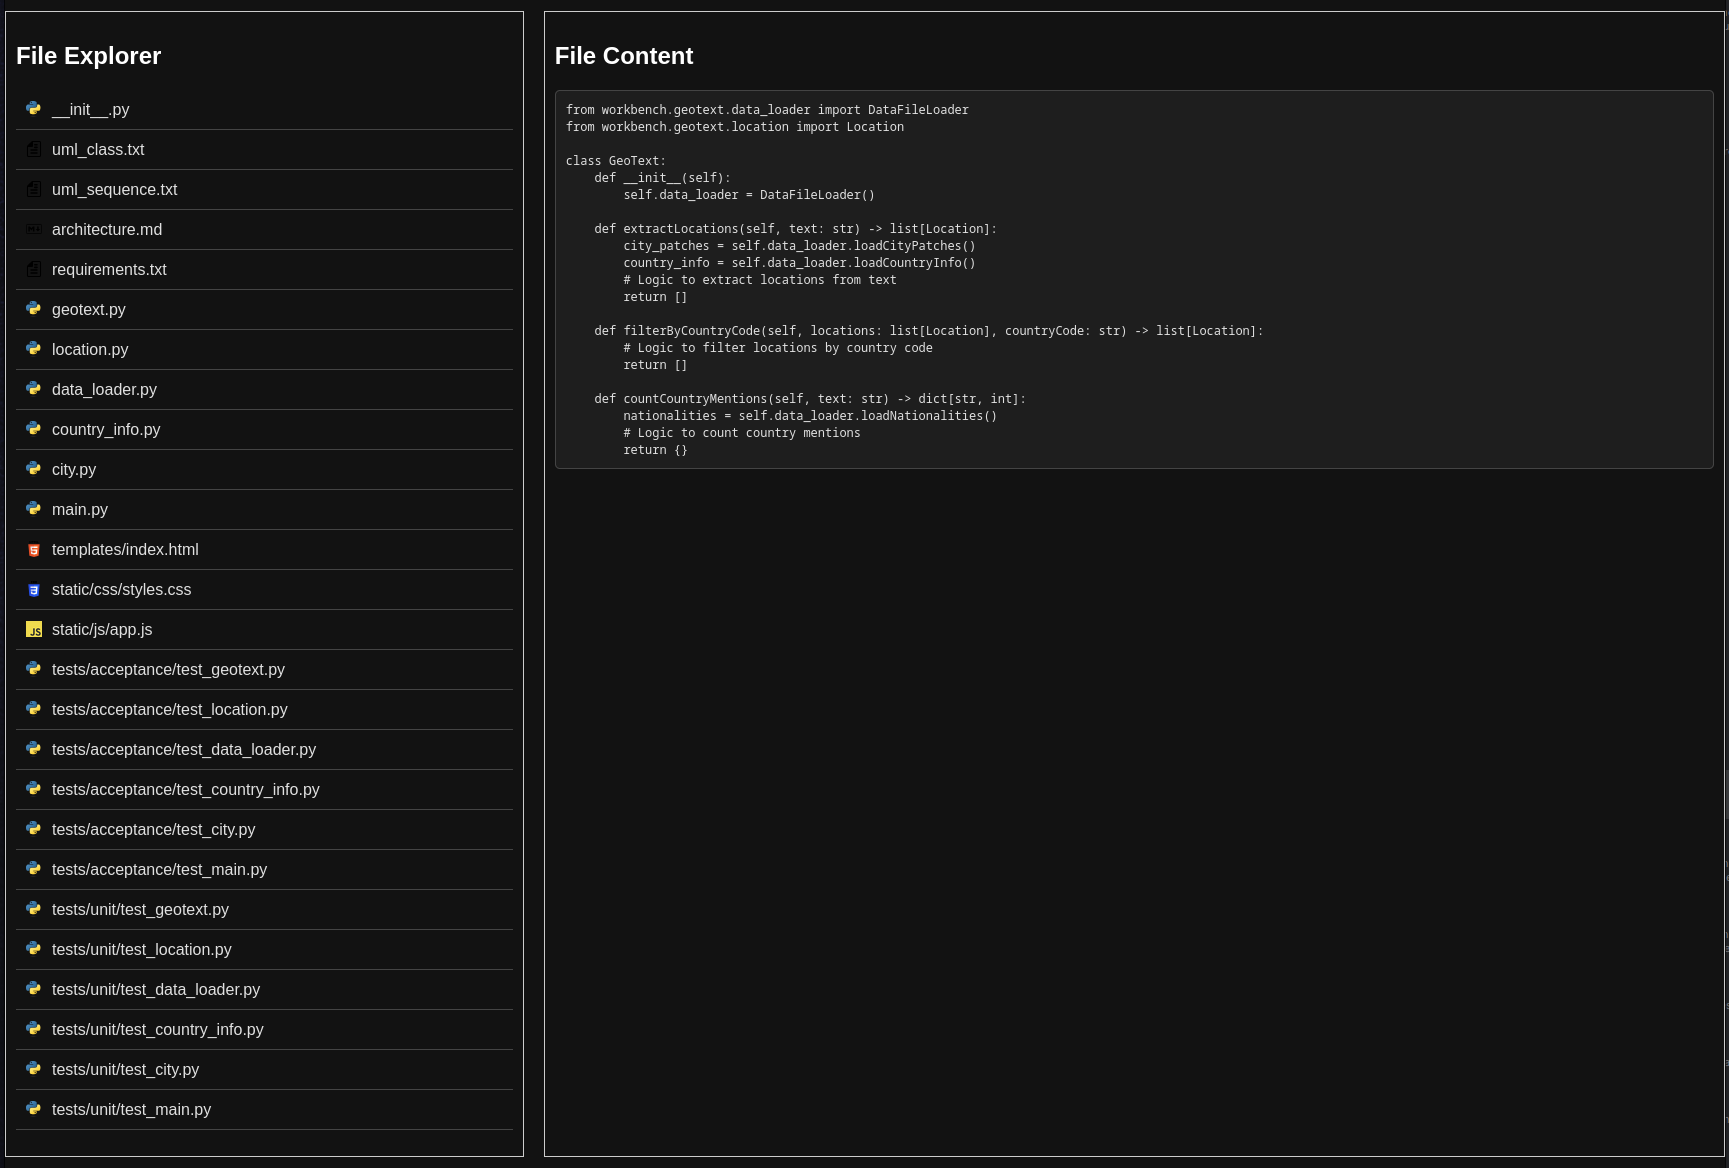 File Explorer
__init__.py
uml_class.txt
uml_sequence.txt
architecture.md
requirements.txt
geotext.py
location.py
data_loader.py
country_info.py
city.py
main.py
templates/index.html
static/css/styles.css
JS static/js/app.js
tests/acceptance/test_geotext.py
tests/acceptance/test_location.py
tests/acceptance/test_data_loader.py
tests/acceptance/test_country_info.py
tests/acceptance/test_city.py
tests/acceptance/test_main.py
tests/unit/test_geotext.py
tests/unit/test_location.py
tests/unit/test_data_loader.py
tests/unit/test_country_info.py
tests/unit/test_city.py
tests/unit/test_main.py
File Content
from workbench.geotext.data_loader import DataFileLoader
from workbench.geotext.location import Location
class GeoText:
    def __init__(self):
        self.data_loader = DataFileLoader()
    def extractLocations(self, text: str) -> list[Location]:
        city_patches = self.data_loader.loadCityPatches()
        country_info = self.data_loader.loadCountryInfo()
        # Logic to extract locations from text
        return []
    def filterByCountryCode(self, locations: list[Location], countryCode: str) -> list[Location]:
        # Logic to filter locations by country code
        return []
    def countCountryMentions(self, text: str) -> dict[str, int]:
        nationalities = self.data_loader.loadNationalities()
        # Logic to count country mentions
        return {}